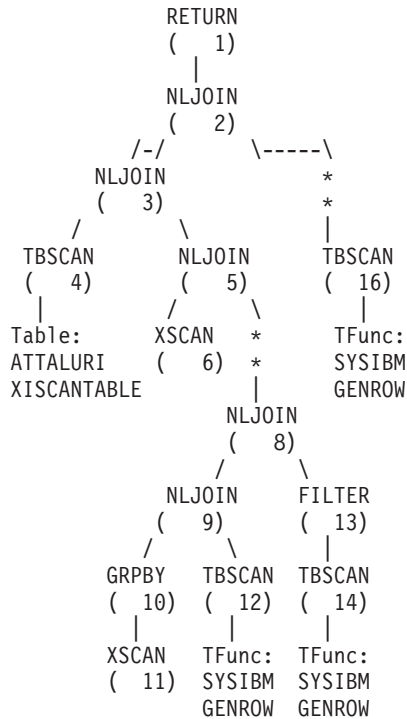 RETURN
( 1)
|
NLJOIN
( 2)
/-/ \-----\
NLJOIN *
( 3) *
/ \ |
TBSCAN NLJOIN TBSCAN
( 4) ( 5) ( 16)
| / \ |
Table: XSCAN * TFunc:
ATTALURI ( 6) * SYSIBM
XISCANTABLE | GENROW
NLJOIN
( 8)
/ \
NLJOIN FILTER
( 9) ( 13)
/ \ |
GRPBY TBSCAN TBSCAN
( 10) ( 12) ( 14)
| | |
XSCAN TFunc: TFunc:
( 11) SYSIBM SYSIBM
GENROW GENROW